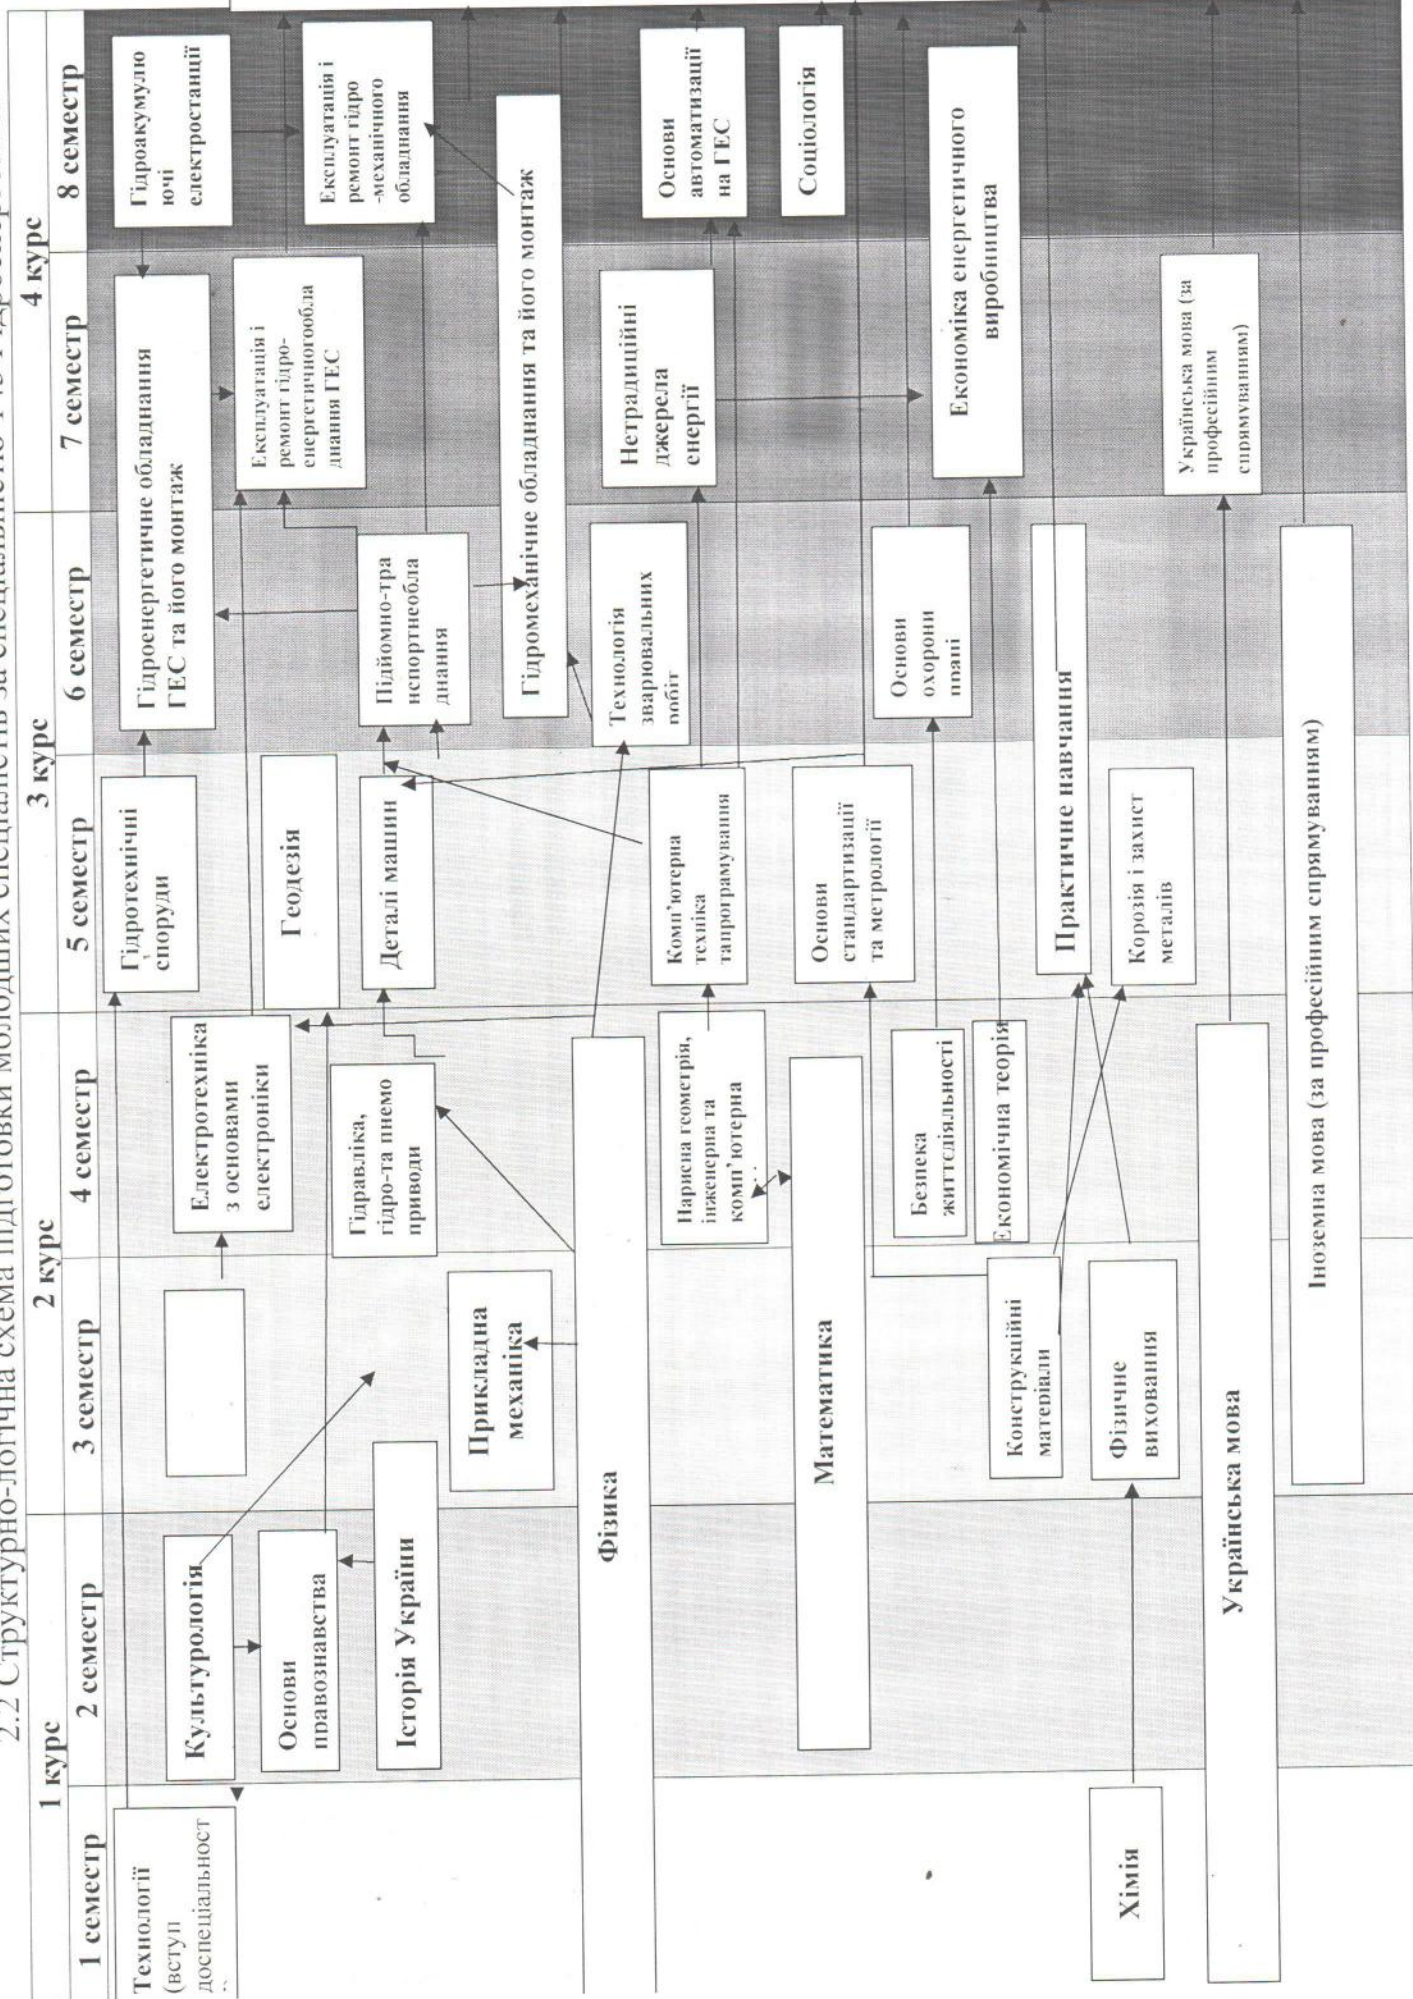 2.2 Структурно-логічна схема підготовки молодших спеціалістів за спеціальністю 145 Гідроенергетика
1 курс
2 курс
3 курс
4 курс
1 семестр
2 семестр
3 семестр
4 семестр
5 семестр
6 семестр
7 семестр
8 семестр
Технології
(вступ
доспеціальност
Культурологія
Основи
правознавства
Історія України
Прикладна
механіка
Електротехніка
з основами
електроніки
Гідравліка,
гідро-та пнемо
приводи
Гідротехнічні
споруди
Геодезія
Деталі машин
Гідроенергетичне обладнання
ГЕС та його монтаж
Підйомно-тра
нспортнеобла
днання
Експлуатація і
ремонт гідро-
енергетичногообла
днання ГЕС
Гідроакумулю
ючі
електростанції
Експлуатація і
ремонт гідро
-механічного
обладнання
Гідромеханічне обладнання та його монтаж
Фізика
Технологія
зварювальних
робіт
Нарисна геометрія,
інженерна та
комп'ютерна
Комп'ютерна
техніка
тапрограмування
Нетрадиційні
джерела
енергії
Основи
автоматизації
на ГЕС
Соціологія
Математика
Основи
стандартизації
та метрології
Безпека
життєдіяльності
Основи
охорони
праці
Економічна теорія
Економіка енергетичного
виробництва
Конструкційні
матеріали
Практичне навчання
Хімія
Фізичне
виховання
Корозія і захист
металів
Українська мова
Українська мова (за
професійним
спрямуванням)
Іноземна мова (за професійним спрямуванням)